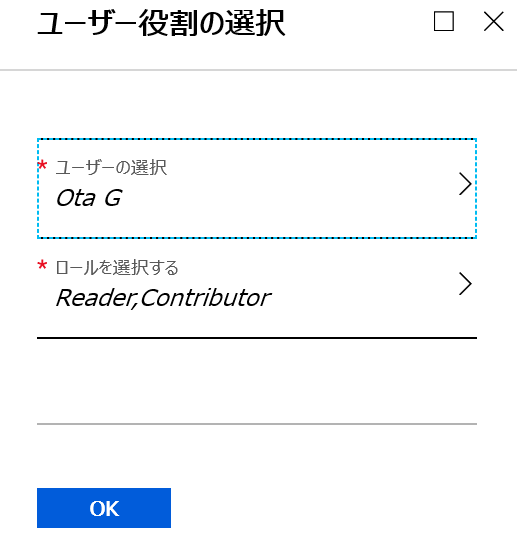 ユーザー役割の選択
* ユーザーの選択
Ota G
* ロールを選択する
Reader,Contributor
OK